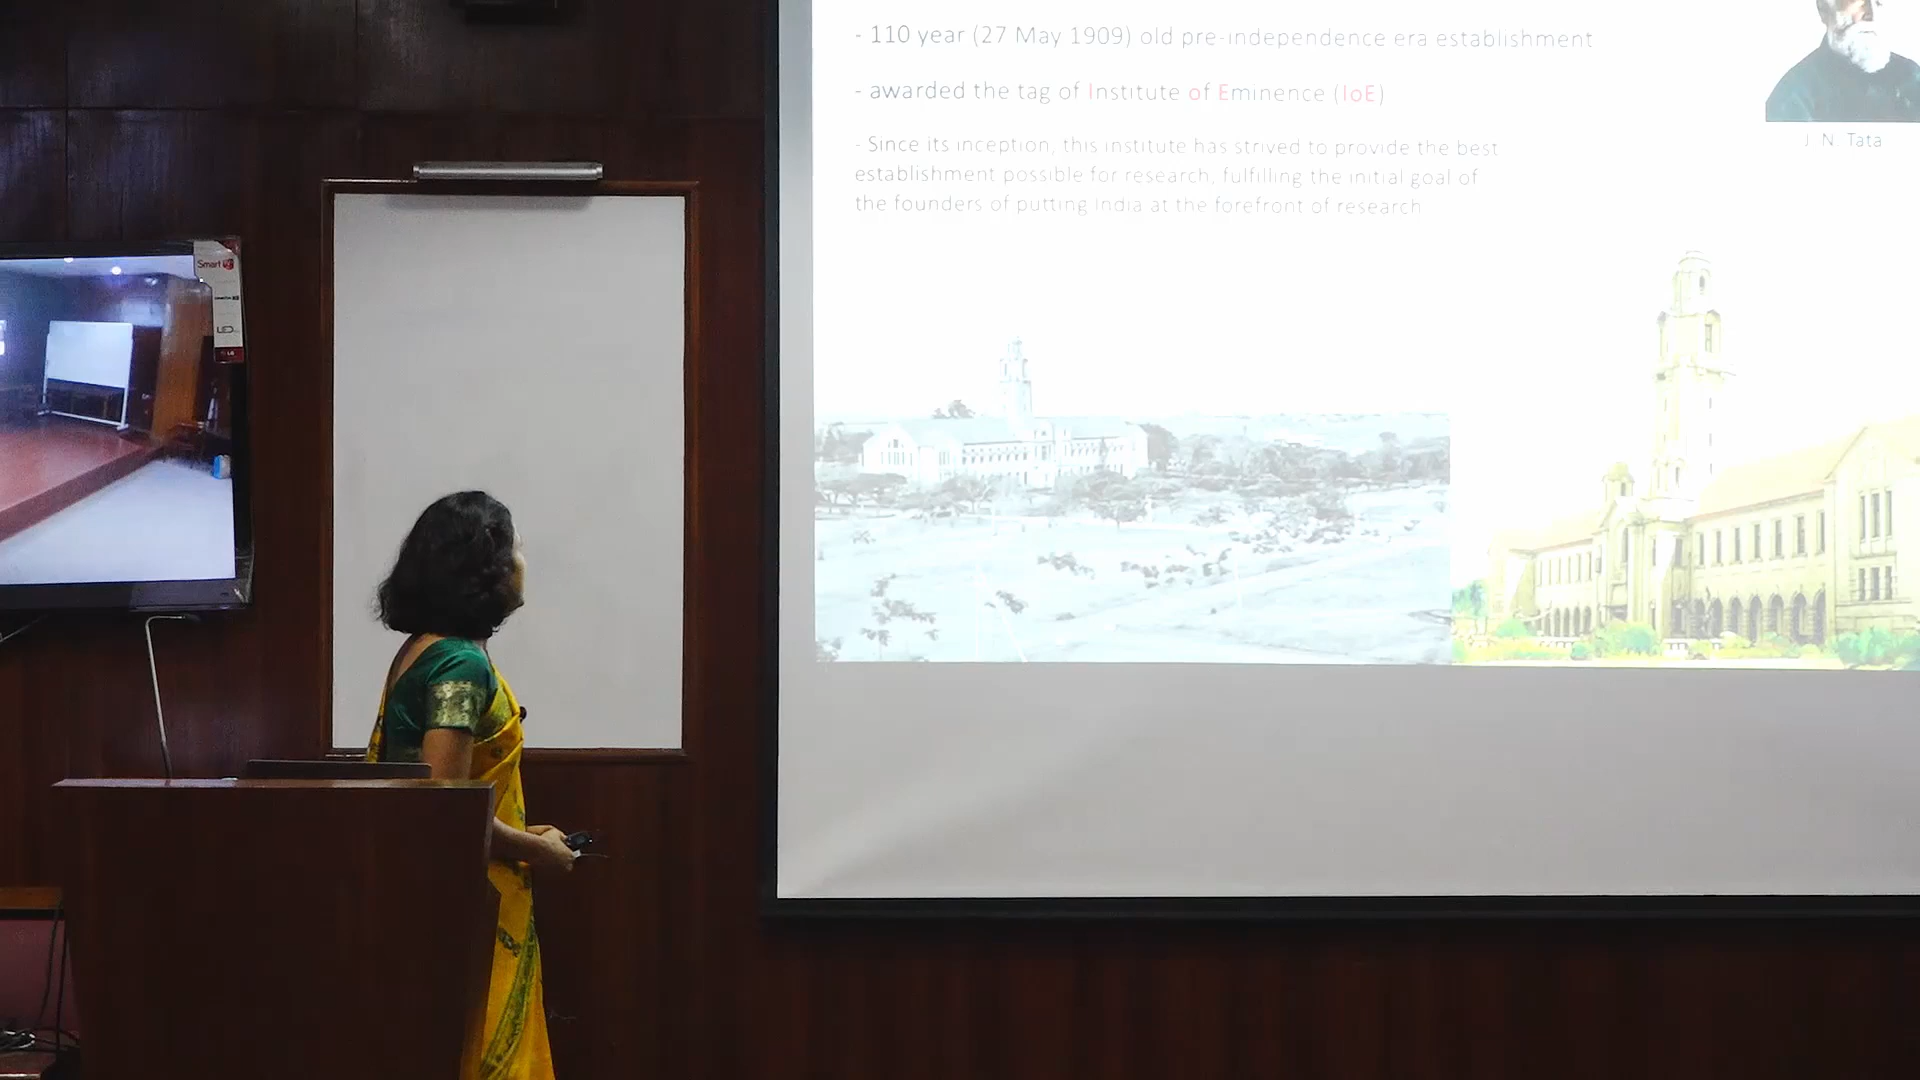 - 110 year (27 May 1909) old pre-independence era establishment
- awarded the tag of Institute of Eminence (IoE)
- Since its inception, this institute has strived to provide the best
establishment possible for research, fulfilling the initial goal of
the founders of putting India at the forefront of research
J. N. Tata
Smart
LED
LG